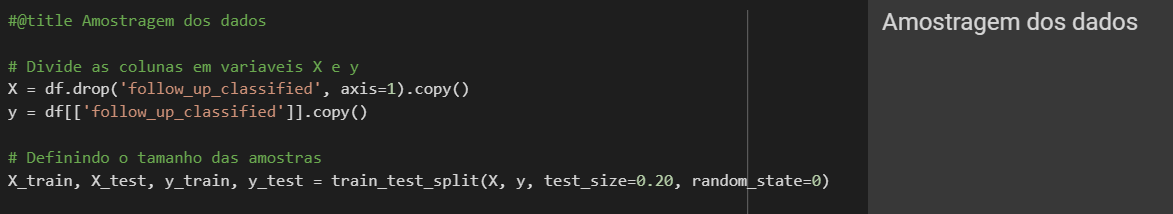 #@title Amostragem dos dados
# Divide as colunas em variaveis X e y
X = df.drop('follow_up_classified', axis=1).copy()
y = df[['follow_up_classified']].copy()
# Definindo o tamanho das amostras
X_train, X_test, y_train, y_test = train_test_split(X, y, test_size=0.20, random_state=0)
Amostragem dos dados